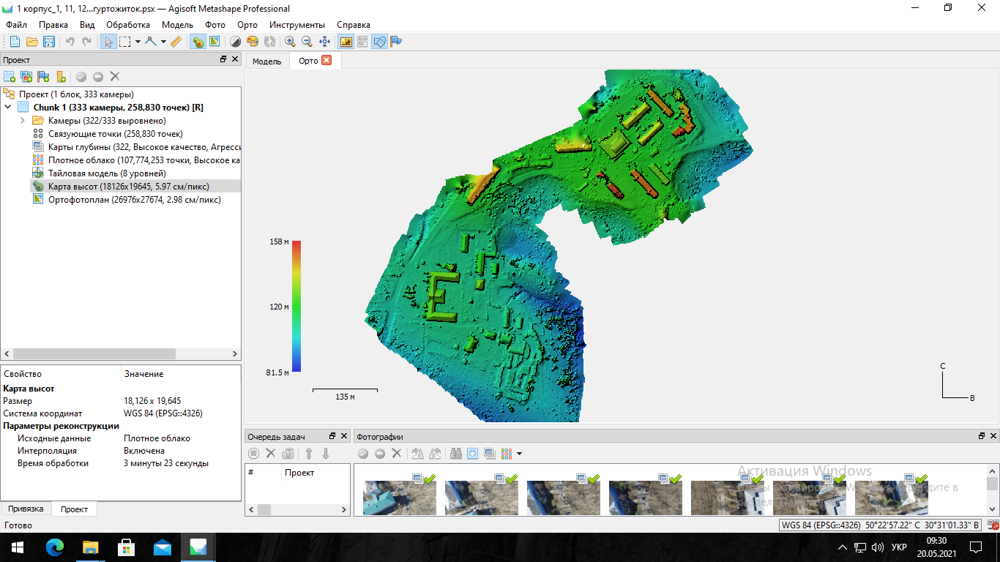 1 корпус_1, 11, 12...гуртожиток.psx — Agisoft Metashape Professional
Файл Правка Вид Обработка Модель Фото Орто Инструменты Справка
Проект
Модель Орто
Проект (1 блок, 333 камеры)
Chunk 1 (333 камеры, 258,830 точек) [R]
Камеры (322/333 выровнено)
Связующие точки (258,830 точек)
Карты глубины (322, Высокое качество, Агресси
Плотное облако (107,774,253 точки, Высокое ка
Тайловая модель (8 уровней)
Карта высот (18126x19645, 5.97 см/пикс)
Ортофотоплан (26976x27674, 2.98 см/пикс)
158 м
120 м
81.5 м
135 м
С
В
Свойство Значение
Карта высот
Размер 18,126 x 19,645
Система координат WGS 84 (EPSG::4326)
Параметры реконструкции
Исходные данные Плотное облако
Интерполяция Включена
Время обработки 3 минуты 23 секунды
Привязка Проект
Очередь задач
# Проект
Фотографии
Активация Windows
Чтобы активировать Windows, перейдите в
раздел "Параметры".
Готово
WGS 84 (EPSG::4326) 50°22'57.22" С 30°31'01.33" В
УКР
09:30
20.05.2021